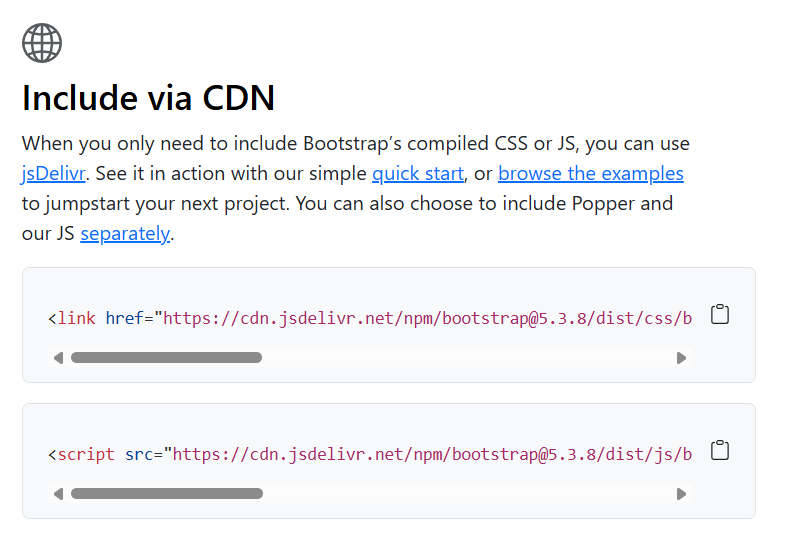 Include via CDN
When you only need to include Bootstrap’s compiled CSS or JS, you can use
jsDelivr. See it in action with our simple quick start, or browse the examples
to jumpstart your next project. You can also choose to include Popper and
our JS separately.
<link href="https://cdn.jsdelivr.net/npm/bootstrap@5.3.8/dist/css/b
<script src="https://cdn.jsdelivr.net/npm/bootstrap@5.3.8/dist/js/b